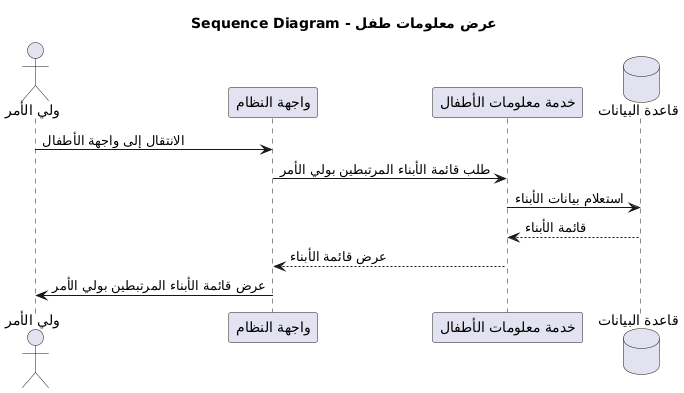 Sequence Diagram - عرض معلومات طفل
ولي الأمر
واجهة النظام
خدمة معلومات الأطفال
قاعدة البيانات
الانتقال إلى واجهة الأطفال
طلب قائمة الأبناء المرتبطين بولي الأمر
استعلام بيانات الأبناء
قائمة الأبناء
عرض قائمة الأبناء
عرض قائمة الأبناء المرتبطين بولي الأمر
ولي الأمر
واجهة النظام
خدمة معلومات الأطفال
قاعدة البيانات